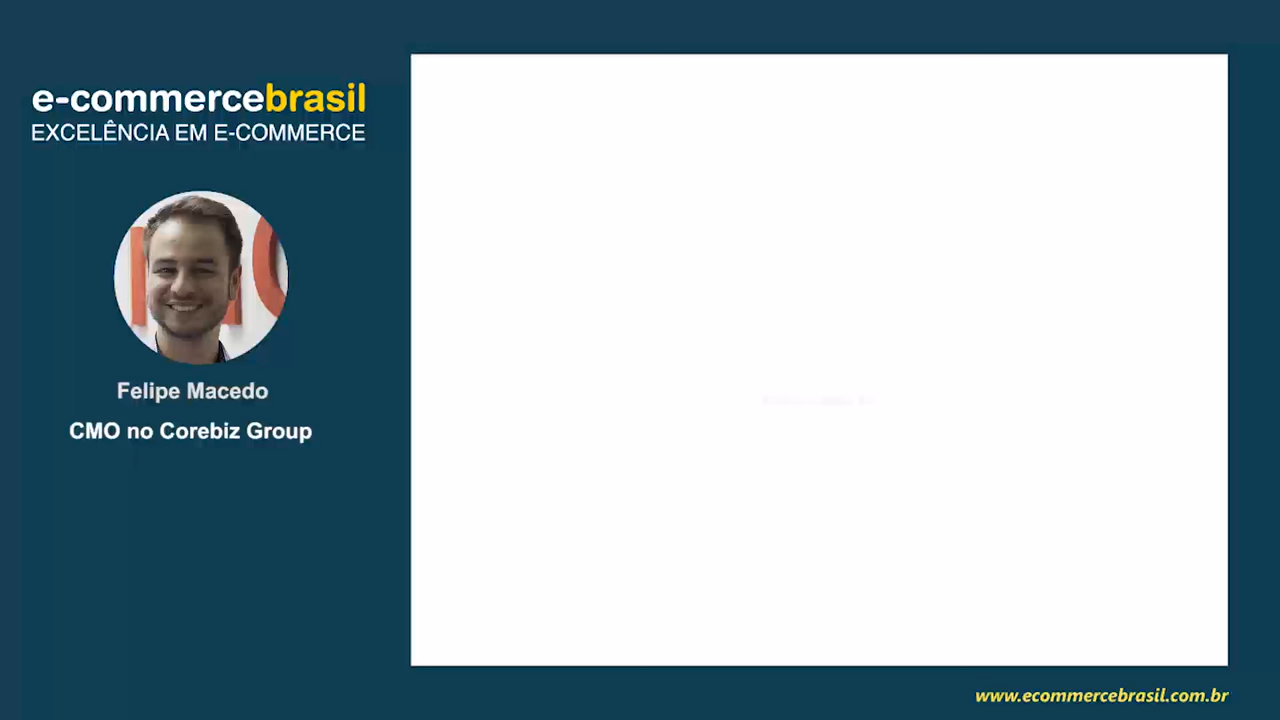 e-commercebrasil
EXCELÊNCIA EM E-COMMERCE
Felipe Macedo
CMO no Corebiz Group
www.ecommercebrasil.com.br